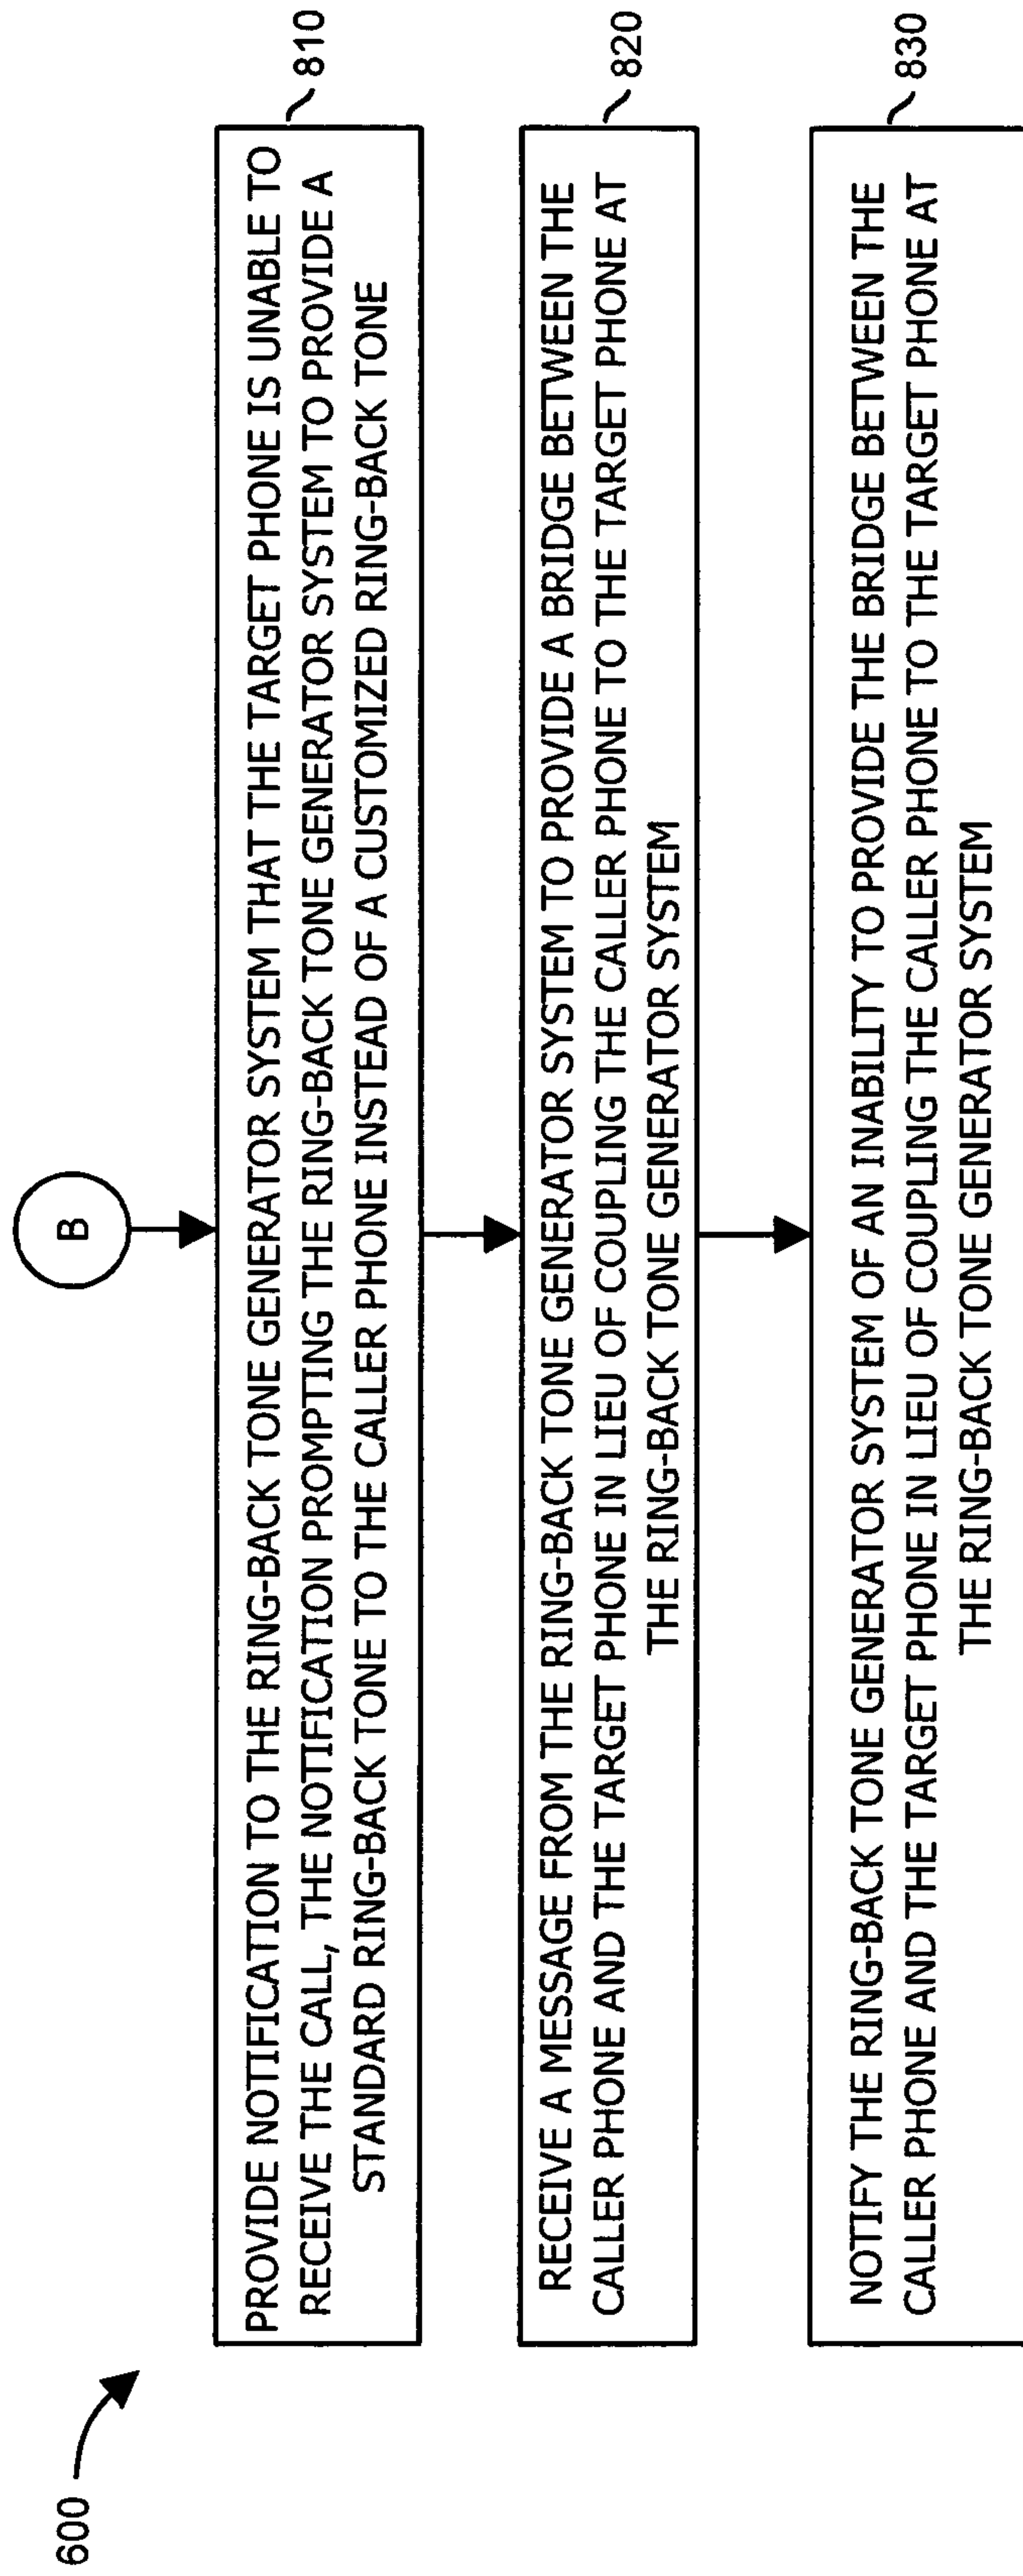 600
B
PROVIDE NOTIFICATION TO THE RING-BACK TONE GENERATOR SYSTEM THAT THE TARGET PHONE IS UNABLE TO
RECEIVE THE CALL, THE NOTIFICATION PROMPTING THE RING-BACK TONE GENERATOR SYSTEM TO PROVIDE A
STANDARD RING-BACK TONE TO THE CALLER PHONE INSTEAD OF A CUSTOMIZED RING-BACK TONE
810
RECEIVE A MESSAGE FROM THE RING-BACK TONE GENERATOR SYSTEM TO PROVIDE A BRIDGE BETWEEN THE
CALLER PHONE AND THE TARGET PHONE IN LIEU OF COUPLING THE CALLER PHONE TO THE TARGET PHONE AT
THE RING-BACK TONE GENERATOR SYSTEM
820
NOTIFY THE RING-BACK TONE GENERATOR SYSTEM OF AN INABILITY TO PROVIDE THE BRIDGE BETWEEN THE
CALLER PHONE AND THE TARGET PHONE IN LIEU OF COUPLING THE CALLER PHONE TO THE TARGET PHONE AT
THE RING-BACK TONE GENERATOR SYSTEM
830